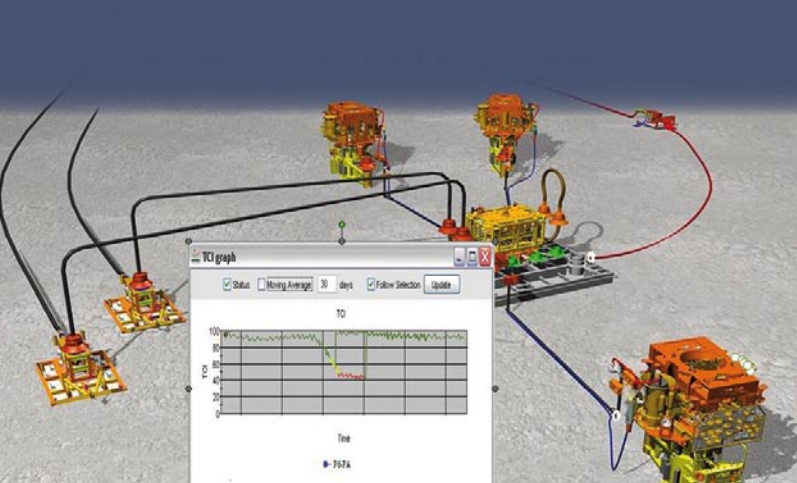 TCI graph
Status Moving Average 30 days Follow Selection Update
TCI
100
80
60
40
20
0
TCI
Time